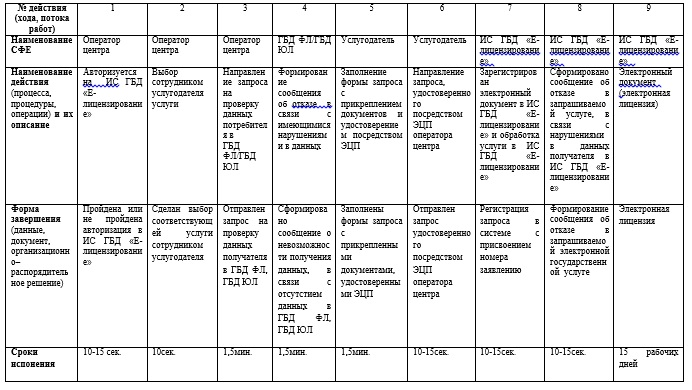 № действия (хода, потока работ)
1
2
3
4
5
6
7
8
9
Наименование СФЕ
Оператор центра
Оператор центра
Оператор центра
ГБД ФЛ/ГБД ЮЛ
Услугодатель
Услугодатель
ИС ГБД «Е-лицензирование».
ИС ГБД «Е-лицензирование».
ИС ГБД «Е-лицензирование».
Наименование действия (процесса, процедуры, операции) и их описание
Авторизуется на ИС ГБД «Е-лицензирование»
Выбор сотрудником услугодателя услуги
Направление запроса на проверку данных потребителя в ГБД ФЛ/ГБД ЮЛ
Формирование сообщения об отказе в связи с имеющимися нарушениями в данных
Заполнение формы запроса с прикреплением документов и удостоверением посредством ЭЦП
Направление запроса, удостоверенного посредством ЭЦП оператора центра
Зарегистрирован электронный документ в ИС ГБД «Е-лицензирование» и обработка услуги в ИС ГБД «Е-лицензирование»
Сформировано сообщение об отказе в запрашиваемой услуге, в связи с нарушениями в данных получателя в ИС ГБД «Е-лицензирование»
Электронный документ (электронная лицензия)
Форма завершения (данные, документ, организационно–распорядительное решение)
Пройдена или не пройдена авторизация в ИС ГБД «Е-лицензирование»
Сделан выбор соответствующей услуги сотрудником услугодателя
Отправлен запрос на проверку данных получателя в ГБД ФЛ, ГБД ЮЛ
Сформировано сообщение о невозможности получения данных, в связи с отсутствием данных в ГБД ФЛ, ГБД ЮЛ
Заполнены формы запроса с прикрепленными документами, удостоверенными ЭЦП
Отправлен запрос удостоверенного посредством ЭЦП оператора центра
Регистрация запроса в системе с присвоением номера заявлению
Формирование сообщения об отказе в запрашиваемой электронной государственной услуге
Электронная лицензия
Сроки испонения
10-15 сек.
10сек.
1,5мин.
1,5мин.
1,5мин.
10-15сек.
10-15сек.
10-15сек.
15 рабочих дней